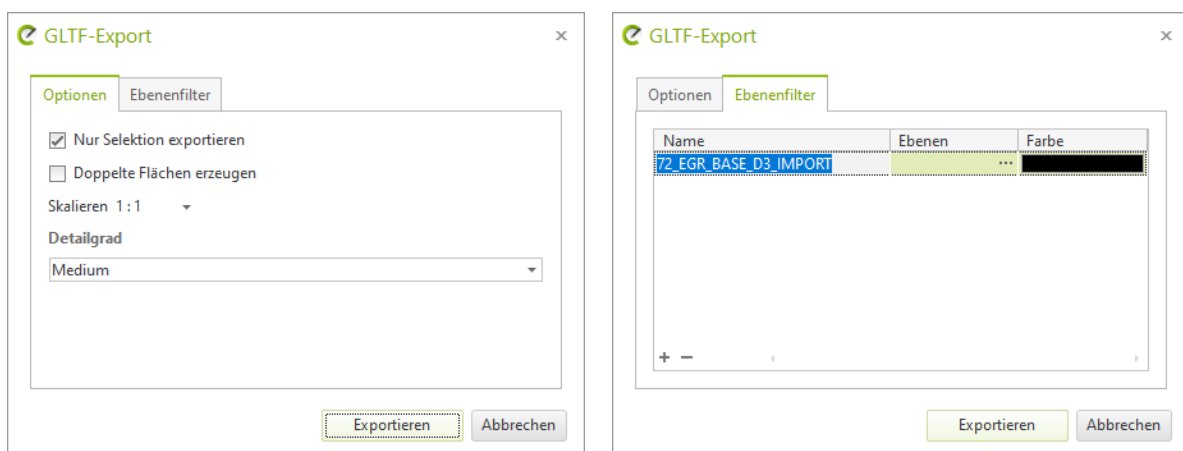 GLTF-Export
Optionen Ebenenfilter
Nur Selektion exportieren
Doppelte Flächen erzeugen
Skalieren 1 : 1
Detailgrad
Medium
Exportieren Abbrechen
GLTF-Export
Optionen Ebenenfilter
Name Ebenen Farbe
72_EGR_BASE_D3_IMPORT ...
Exportieren Abbrechen